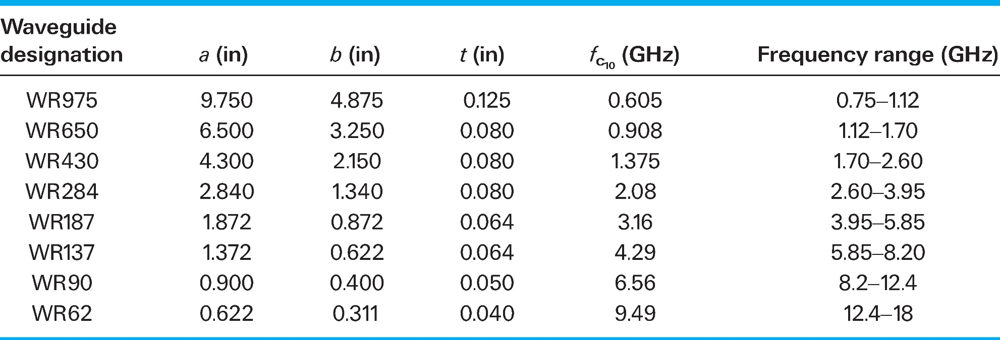 Waveguide
designation a (in) b (in) t (in) fc10 (GHz) Frequency range (GHz)
WR975 9.750 4.875 0.125 0.605 0.75–1.12
WR650 6.500 3.250 0.080 0.908 1.12–1.70
WR430 4.300 2.150 0.080 1.375 1.70–2.60
WR284 2.840 1.340 0.080 2.08 2.60–3.95
WR187 1.872 0.872 0.064 3.16 3.95–5.85
WR137 1.372 0.622 0.064 4.29 5.85–8.20
WR90 0.900 0.400 0.050 6.56 8.2–12.4
WR62 0.622 0.311 0.040 9.49 12.4–18